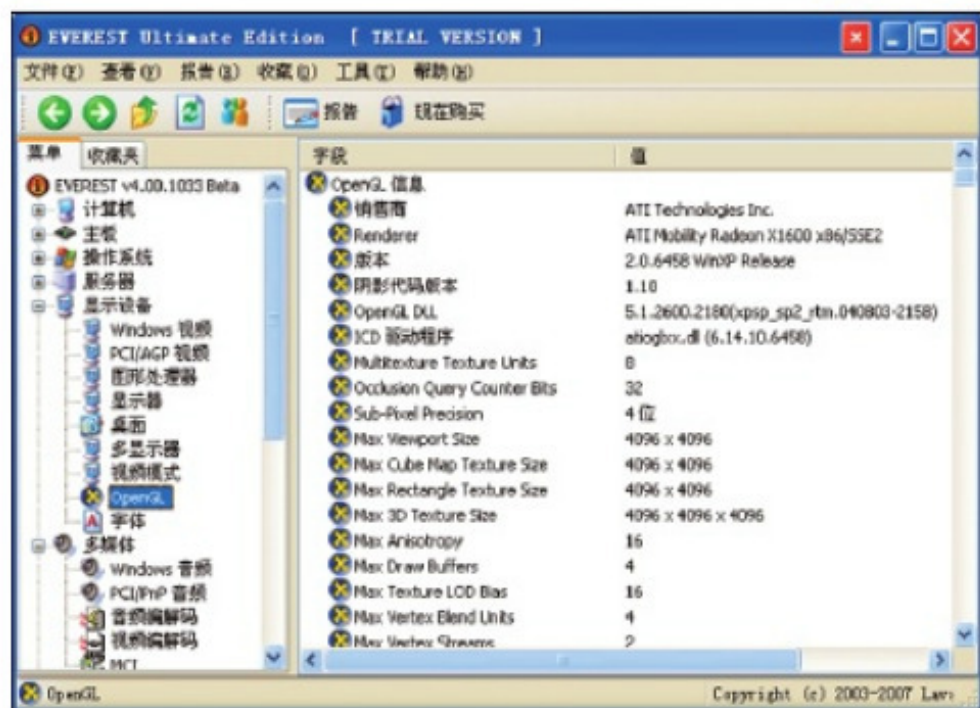 EVEREST Ultimate Edition [ TRIAL VERSION ]
文件(F) 查看(V) 报告(R) 收藏(O) 工具(T) 帮助(H)
报告 现在购买
菜单 收藏夹
EVEREST v4.00.1033 Beta
计算机
主板
操作系统
服务器
显示设备
Windows 视频
PCI/AGP 视频
图形处理器
显示器
桌面
多显示器
视频模式
OpenGL
字体
多媒体
Windows 音频
PCI/PnP 音频
音频编解码
视频编解码
MCI
字段 值
OpenGL 信息
销售商 ATI Technologies Inc.
Renderer ATI Mobility Radeon X1600 x86/SSE2
版本 2.0.6458 WinXP Release
阴影代码版本 1.10
OpenGL DLL 5.1.2600.2180(xpsp_sp2_rtm.040803-2158)
ICD 驱动程序 atioglxx.dll (6.14.10.6458)
Multitexture Texture Units 8
Occlusion Query Counter Bits 32
Sub-Pixel Precision 4 位
Max Viewport Size 4096 x 4096
Max Cube Map Texture Size 4096 x 4096
Max Rectangle Texture Size 4096 x 4096
Max 3D Texture Size 4096 x 4096 x 4096
Max Anisotropy 16
Max Draw Buffers 4
Max Texture LOD Bias 16
Max Vertex Blend Units 4
Max Vertex Streams 2
OpenGL
Copyright (c) 2003-2007 Lav